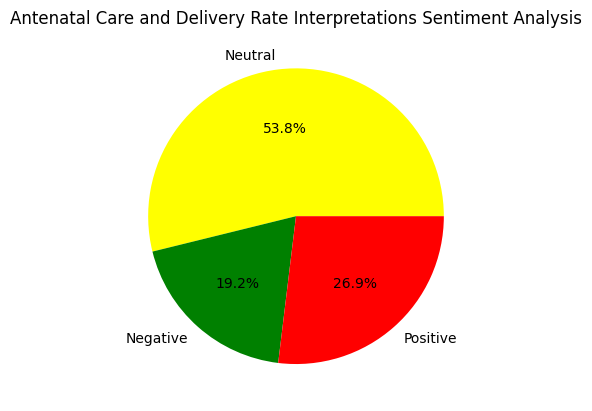 Antenatal Care and Delivery Rate Interpretations Sentiment Analysis
Neutral
53.8%
19.2%
26.9%
Negative
Positive